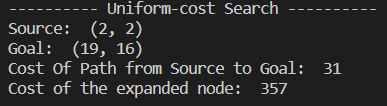 ---------- Uniform-cost Search ----------
Source:  (2, 2)
Goal:  (19, 16)
Cost Of Path from Source to Goal:  31
Cost of the expanded node:  357